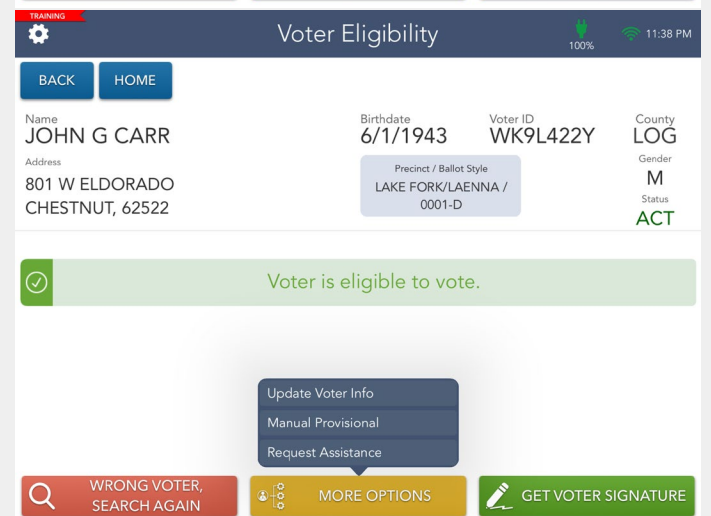 TRAINING
Voter Eligibility
100%
11:38 PM
BACK
HOME
Name
JOHN G CARR
Birthdate
6/1/1943
Voter ID
WK9L422Y
County
LOG
Address
801 W ELDORADO
CHESTNUT, 62522
Precinct / Ballot Style
LAKE FORK/LAENNA /
0001-D
Gender
M
Status
ACT
Voter is eligible to vote.
Update Voter Info
Manual Provisional
Request Assistance
WRONG VOTER,
SEARCH AGAIN
MORE OPTIONS
GET VOTER SIGNATURE